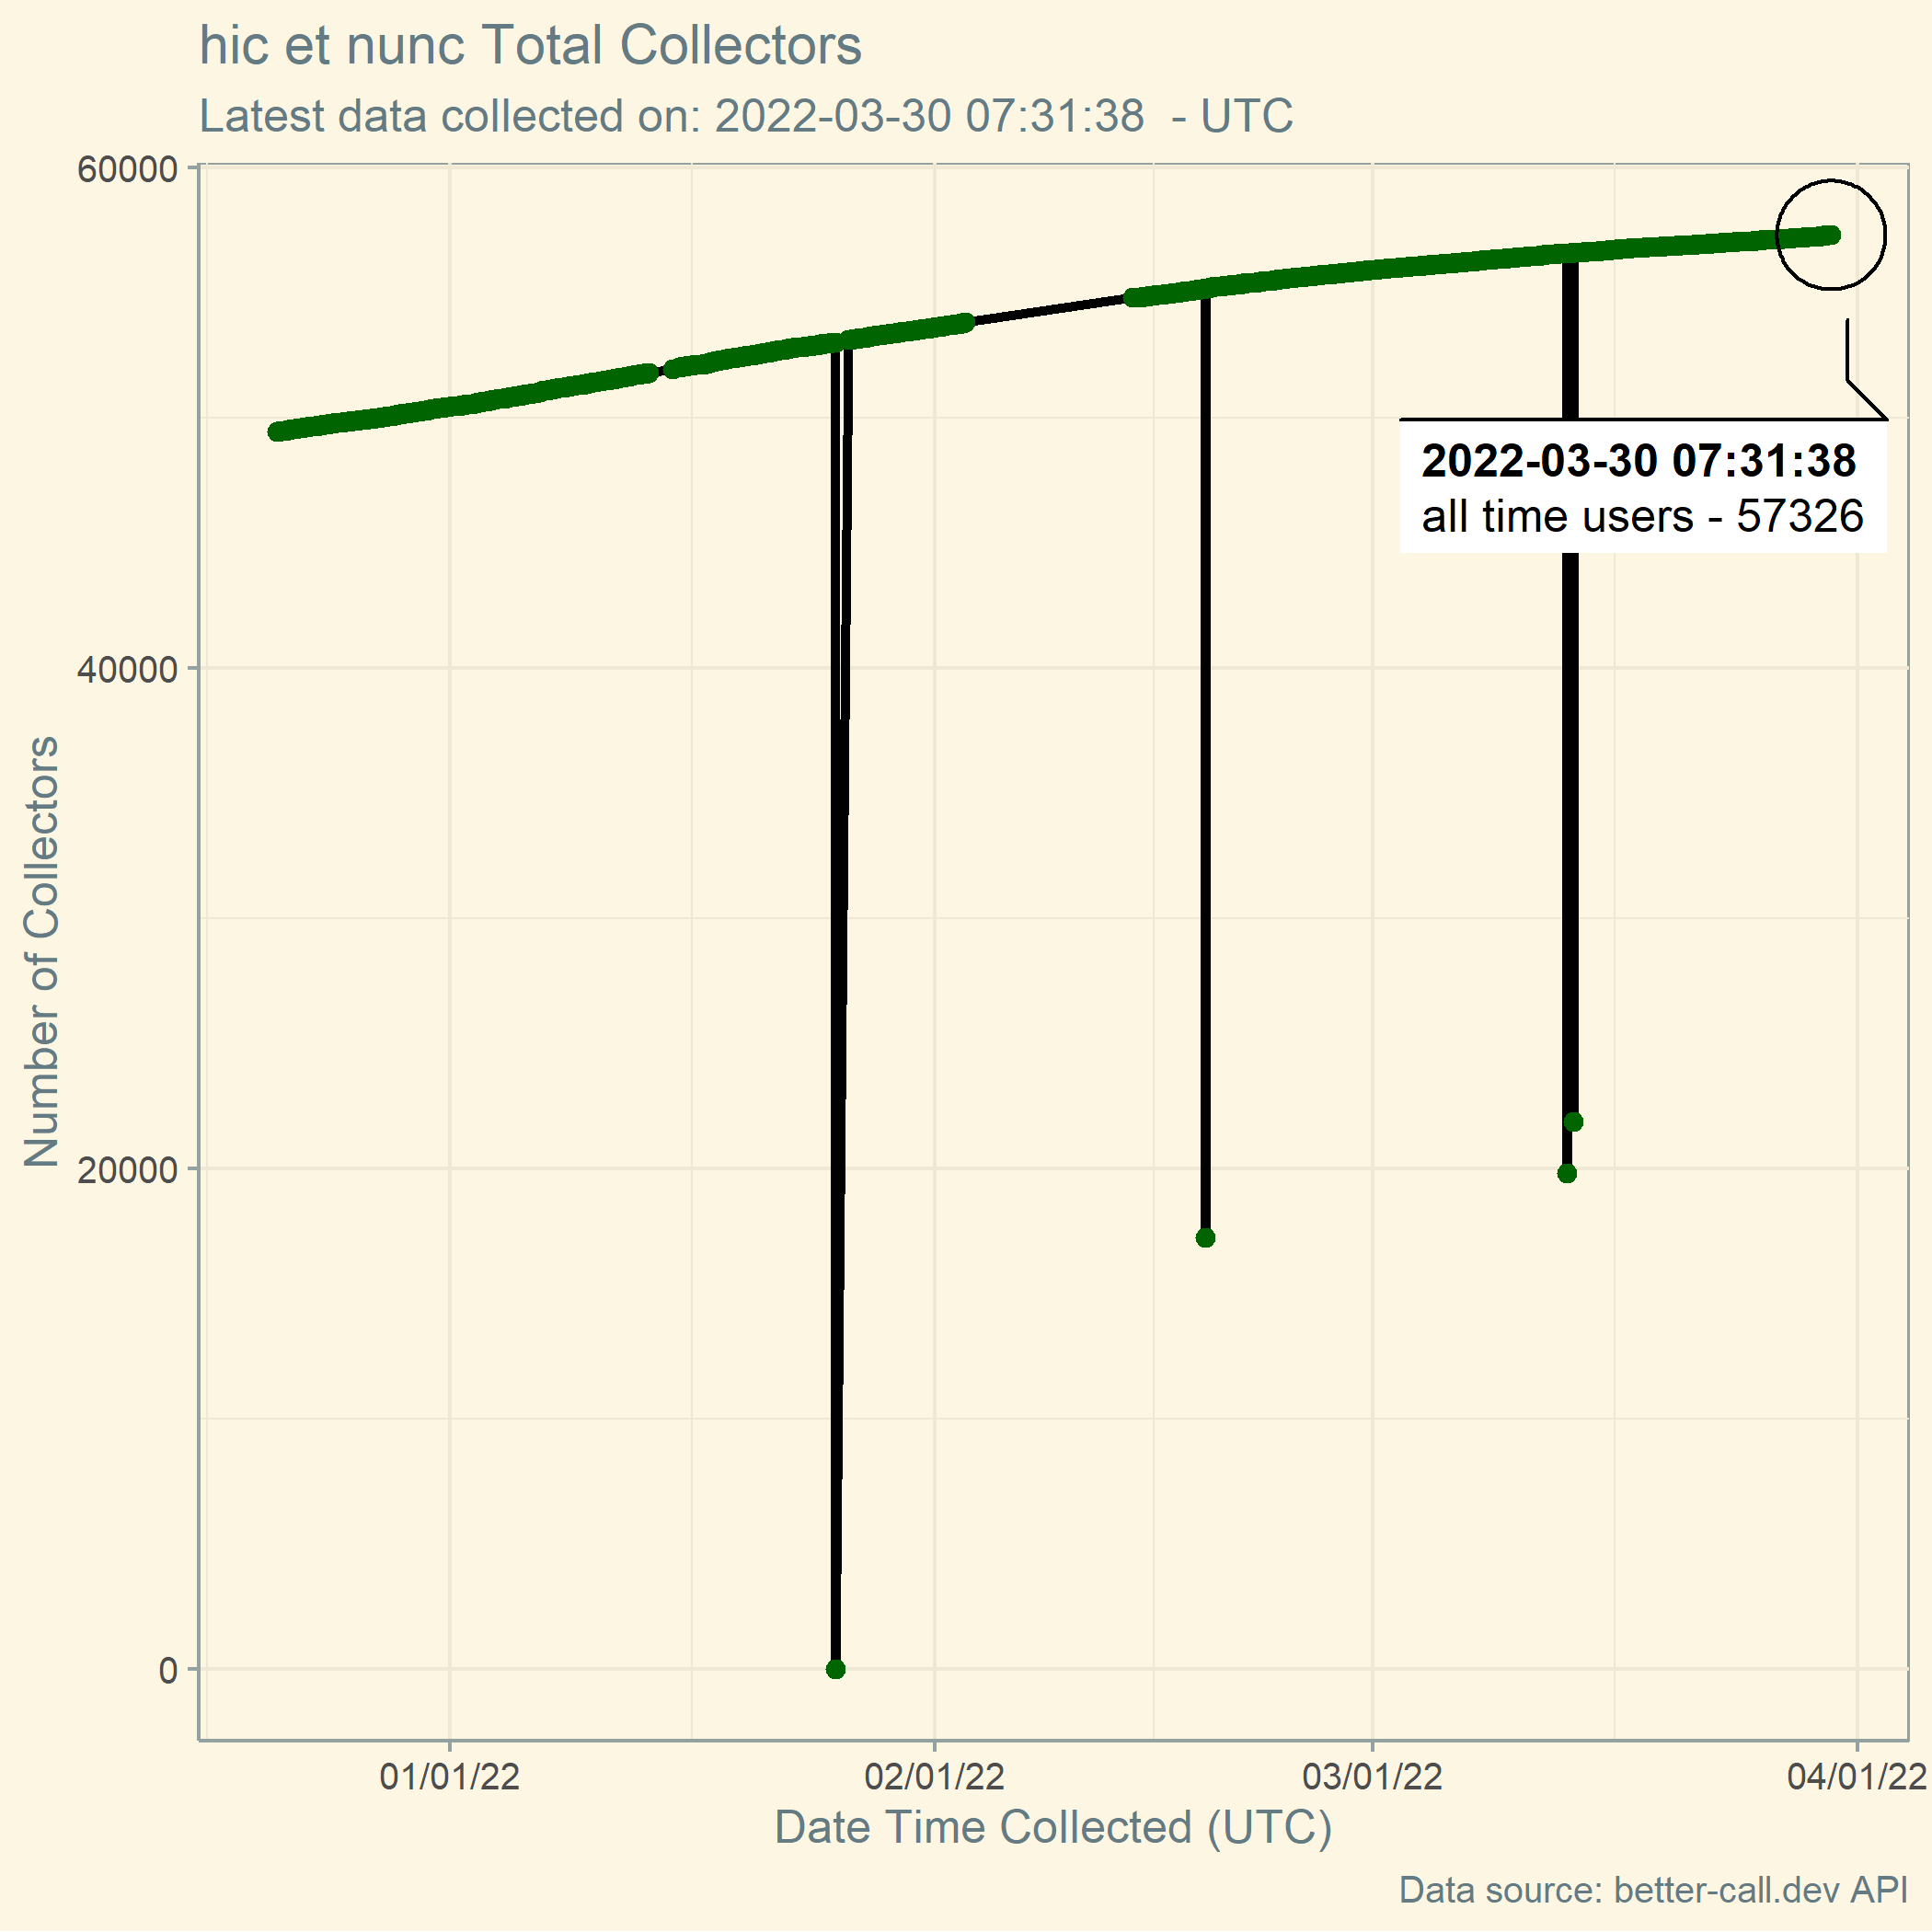 hic et nunc Total Collectors
Latest data collected on: 2022-03-30 07:31:38  - UTC
60000
40000
20000
0
Number of Collectors
2022-03-30 07:31:38
all time users - 57326
01/01/22
02/01/22
03/01/22
04/01/22
Date Time Collected (UTC)
Data source: better-call.dev API